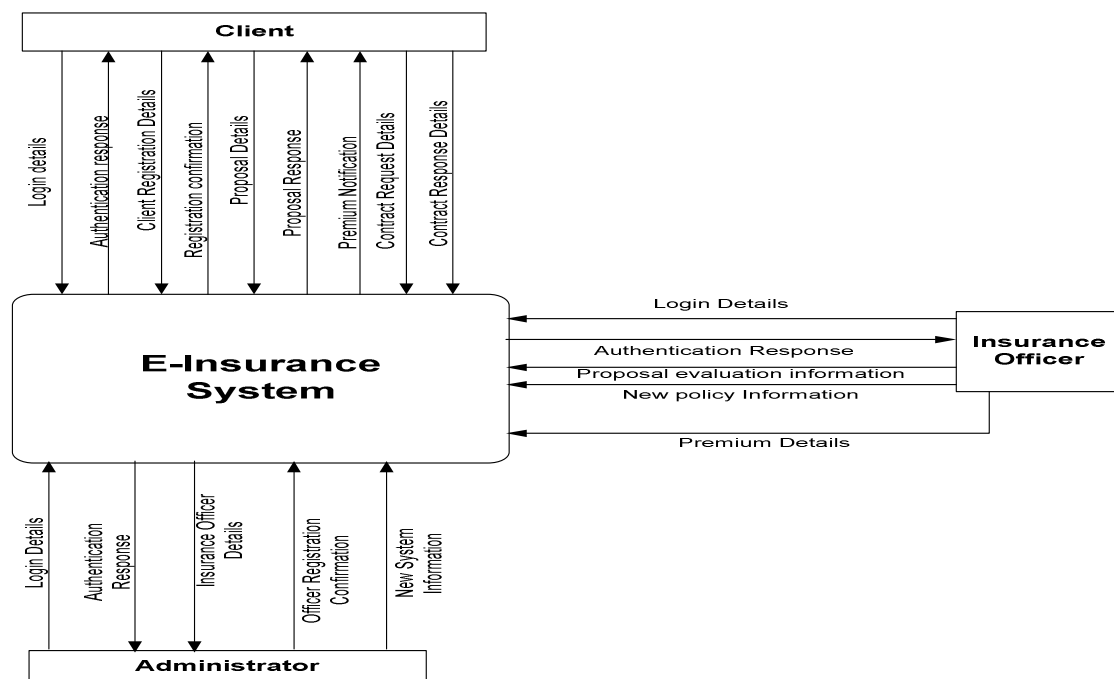 Client
Login details
Authentication response
Client Registration Details
Registration confirmation
Proposal Details
Proposal Response
Premium Notification
Contract Request Details
Contract Response Details
E-Insurance
System
Login Details
Authentication Response
Proposal evaluation information
New policy Information
Premium Details
Insurance
Officer
Login Details
Authentication
Response
Insurance Officer
Details
Officer Registration
Confirmation
New System
Information
Administrator